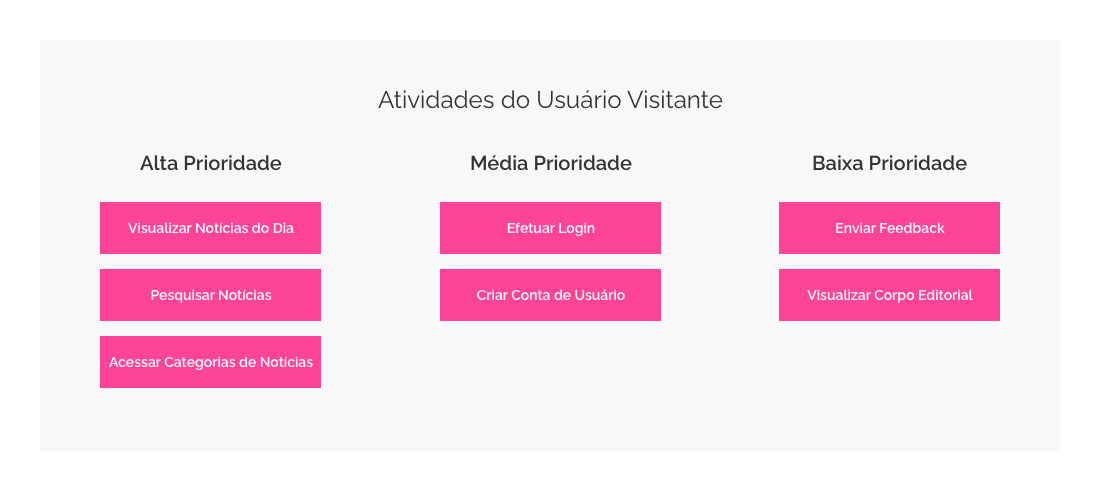 Atividades do Usuário Visitante
Alta Prioridade
Visualizar Notícias do Dia
Pesquisar Notícias
Acessar Categorias de Notícias
Média Prioridade
Efetuar Login
Criar Conta de Usuário
Baixa Prioridade
Enviar Feedback
Visualizar Corpo Editorial